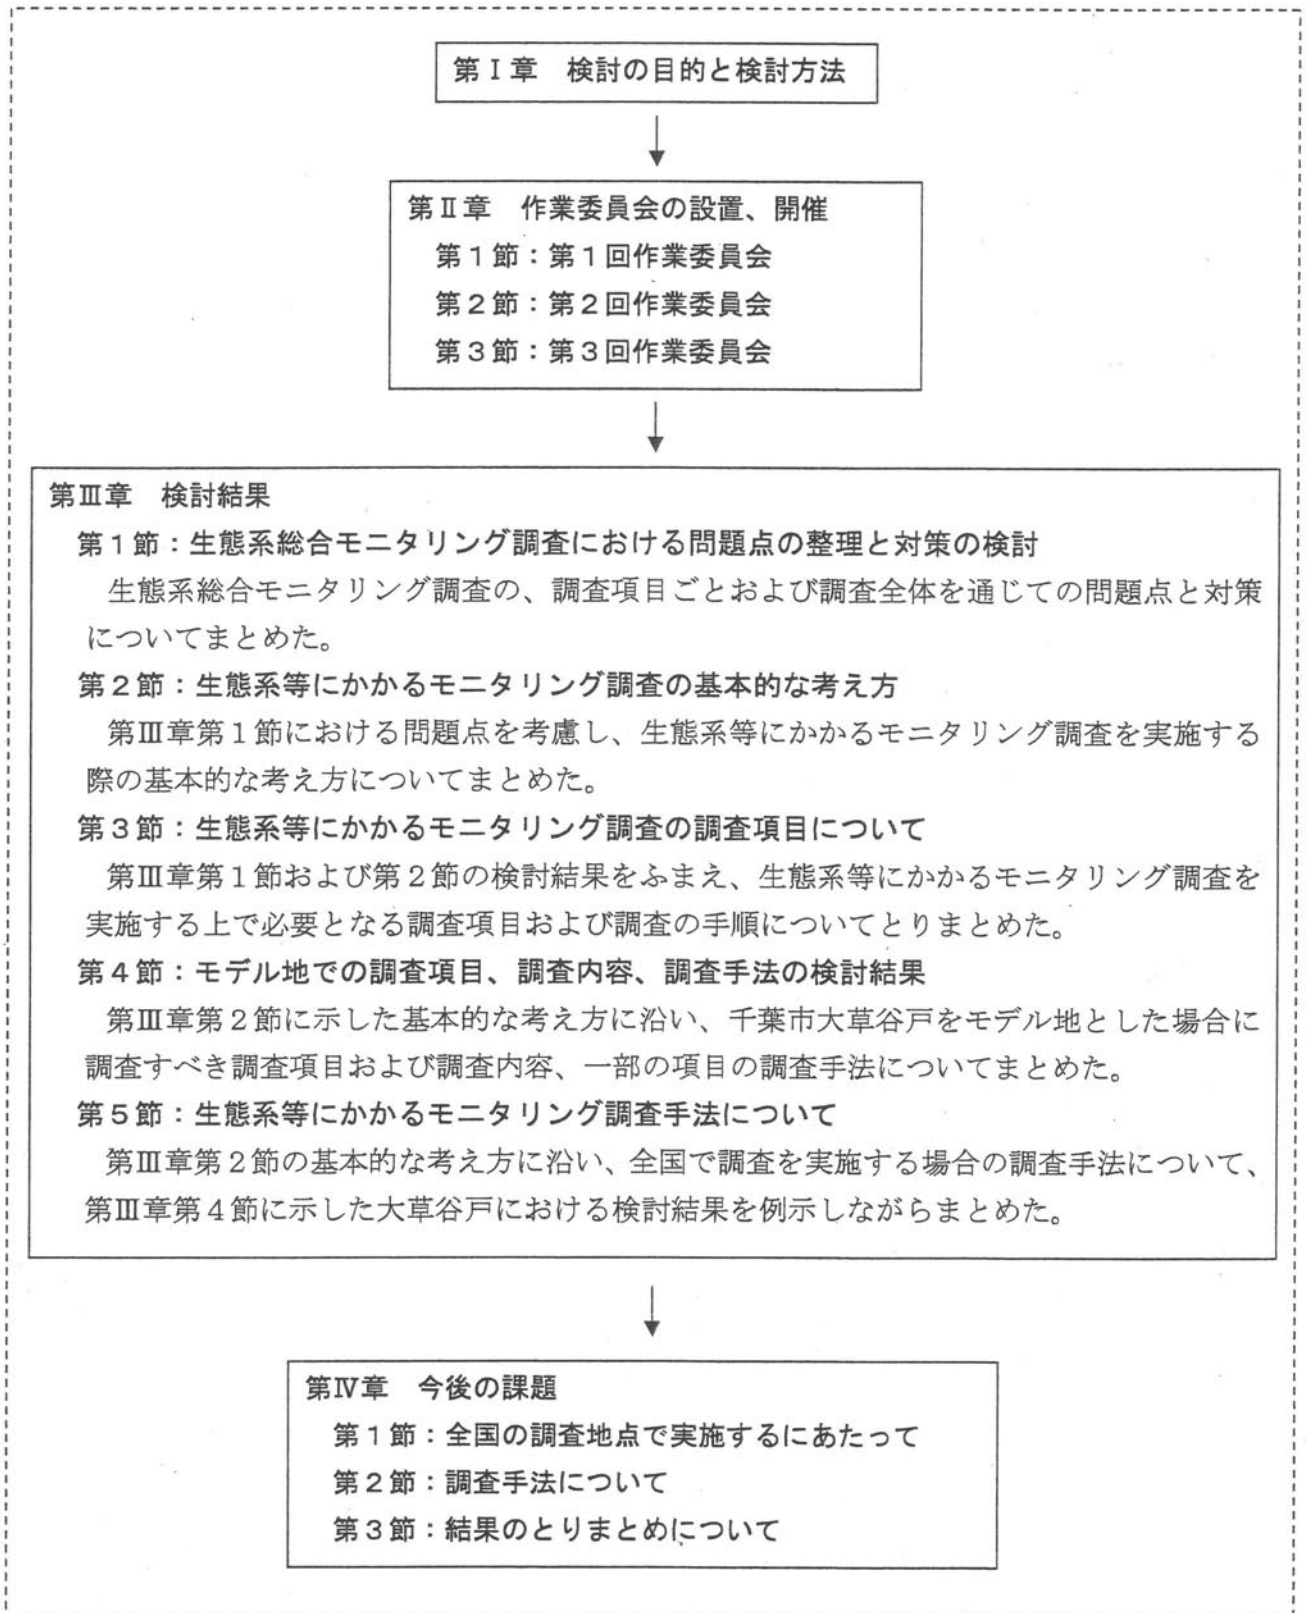 第Ⅰ章　検討の目的と検討方法
第Ⅱ章　作業委員会の設置、開催
第１節：第１回作業委員会
第２節：第２回作業委員会
第３節：第３回作業委員会
第Ⅲ章　検討結果
第１節：生態系総合モニタリング調査における問題点の整理と対策の検討
生態系総合モニタリング調査の、調査項目ごとおよび調査全体を通じての問題点と対策
についてまとめた。
第２節：生態系等にかかるモニタリング調査の基本的な考え方
第Ⅲ章第１節における問題点を考慮し、生態系等にかかるモニタリング調査を実施する
際の基本的な考え方についてまとめた。
第３節：生態系等にかかるモニタリング調査の調査項目について
第Ⅲ章第１節および第２節の検討結果をふまえ、生態系等にかかるモニタリング調査を
実施する上で必要となる調査項目および調査の手順についてとりまとめた。
第４節：モデル地での調査項目、調査内容、調査手法の検討結果
第Ⅲ章第２節に示した基本的な考え方に沿い、千葉市大草谷戸をモデル地とした場合に
調査すべき調査項目および調査内容、一部の項目の調査手法についてまとめた。
第５節：生態系等にかかるモニタリング調査手法について
第Ⅲ章第２節の基本的な考え方に沿い、全国で調査を実施する場合の調査手法について、
第Ⅲ章第４節に示した大草谷戸における検討結果を例示しながらまとめた。
第Ⅳ章　今後の課題
第１節：全国の調査地点で実施するにあたって
第２節：調査手法について
第３節：結果のとりまとめについて